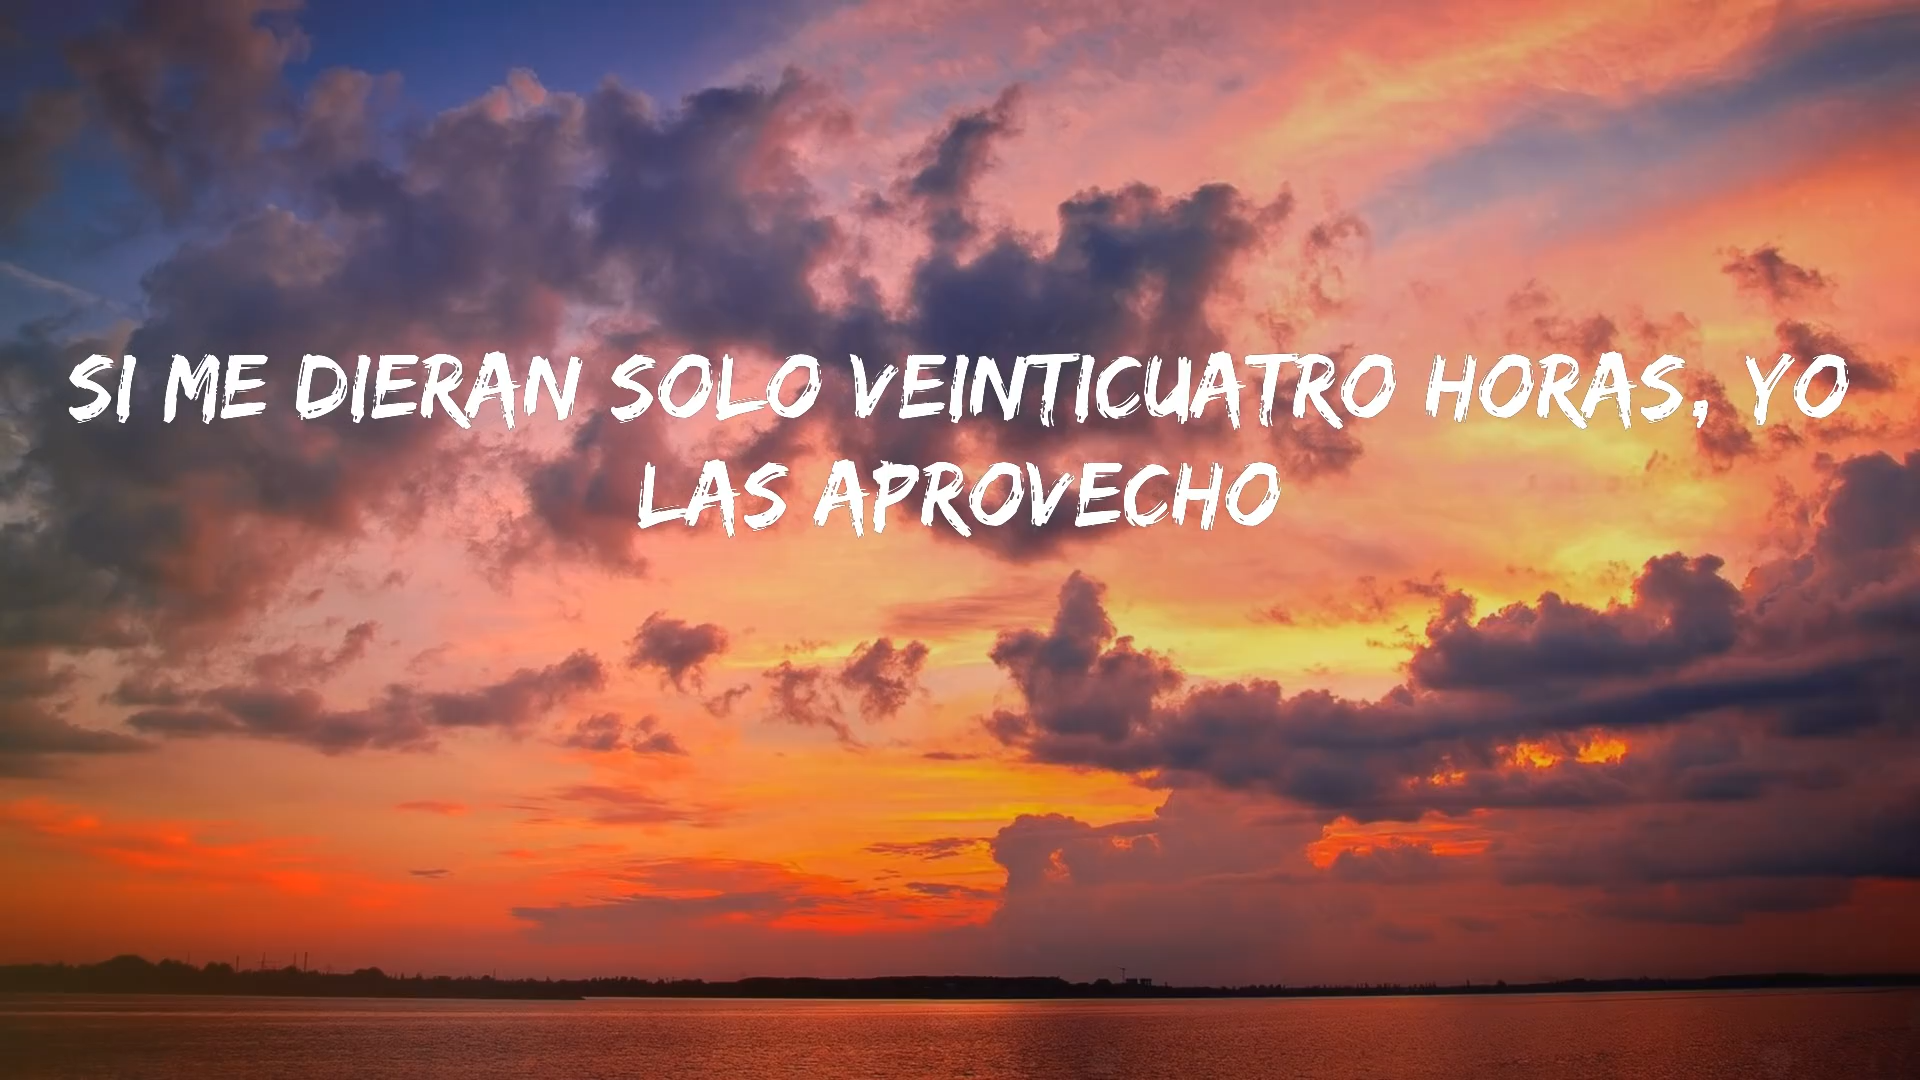 SI ME DIERAN SOLO VEINTICUATRO HORAS, YO
LAS APROVECHO